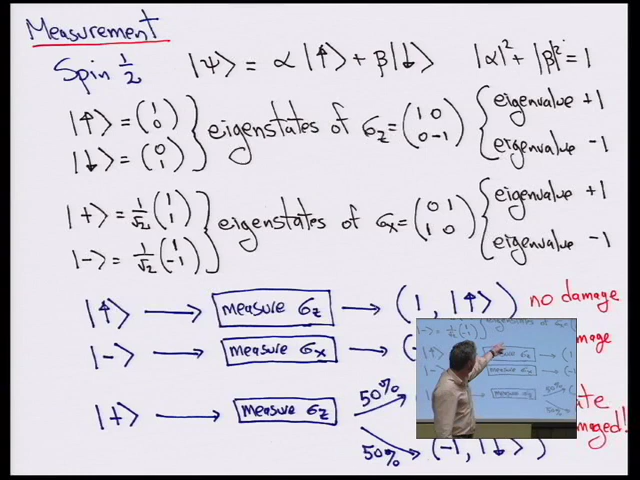 Measurement
Spin 1/2 |Ψ⟩ = α|↑⟩ + β|↓⟩ |α|² + |β|² = 1
|↑⟩ = (1 0) } eigenstates of σz = (1 0 0 -1) { eigenvalue +1
|↓⟩ = (0 1) eigenvalue -1
|+⟩ = 1/√2 (1 1) } eigenstates of σx = (0 1 1 0) { eigenvalue +1
|-⟩ = 1/√2 (1 -1) eigenvalue -1
|↑⟩ → measure σz → (1, |↑⟩) no damage
|-⟩ → measure σx → (-
|+⟩ → measure σz 50%
50% (-1, |↓⟩)